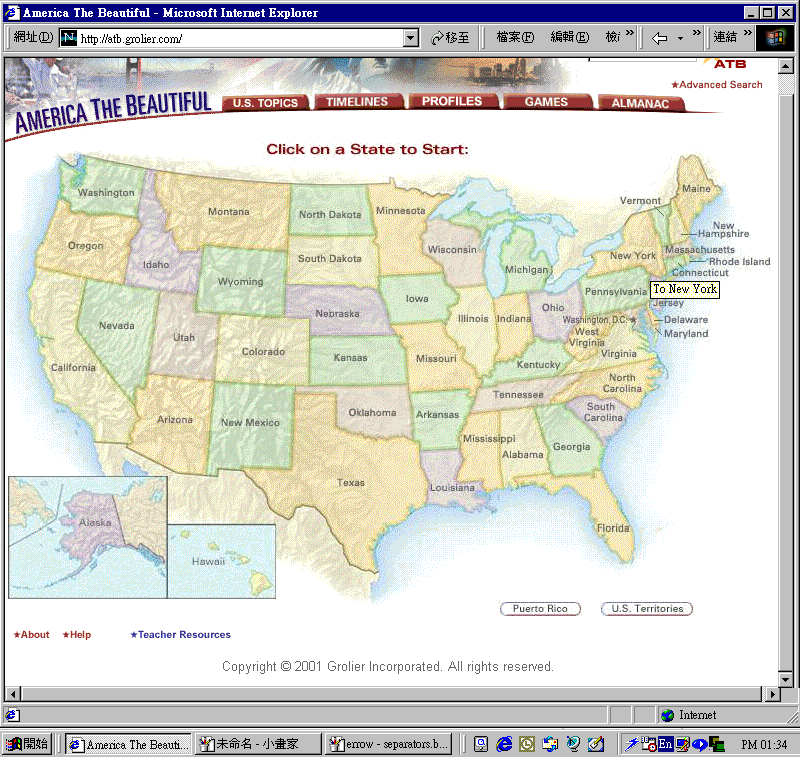 America The Beautiful - Microsoft Internet Explorer
網址(D) http://atb.grolier.com/ 移至 檔案(F) 編輯(E) 檢 » » 連結 »
ATB
★Advanced Search
AMERICA THE BEAUTIFUL
U.S. TOPICS TIMELINES PROFILES GAMES ALMANAC
Click on a State to Start:
Washington
Montana
North Dakota
Minnesota
Vermont
Maine
New
Hampshire
Oregon
Idaho
South Dakota
Wisconsin
Michigan
New York
Massachusetts
Rhode Island
Connecticut
Wyoming
Iowa
Pennsylvania
To New York
Jersey
Nevada
Utah
Nebraska
Illinois
Indiana
Ohio
Washington, D.C.★
Delaware
Maryland
West
Virginia
Virginia
California
Colorado
Kansas
Missouri
Kentucky
North
Carolina
Tennessee
Arizona
New Mexico
Oklahoma
Arkansas
South
Carolina
Mississippi
Alabama
Georgia
Texas
Louisiana
Florida
Alaska
Hawaii
Puerto Rico U.S. Territories
★About ★Help ★Teacher Resources
Copyright © 2001 Grolier Incorporated. All rights reserved.
Internet
開始 America The Beauti... 未命名 - 小畫家 errow - separators.b... En PM 01:34